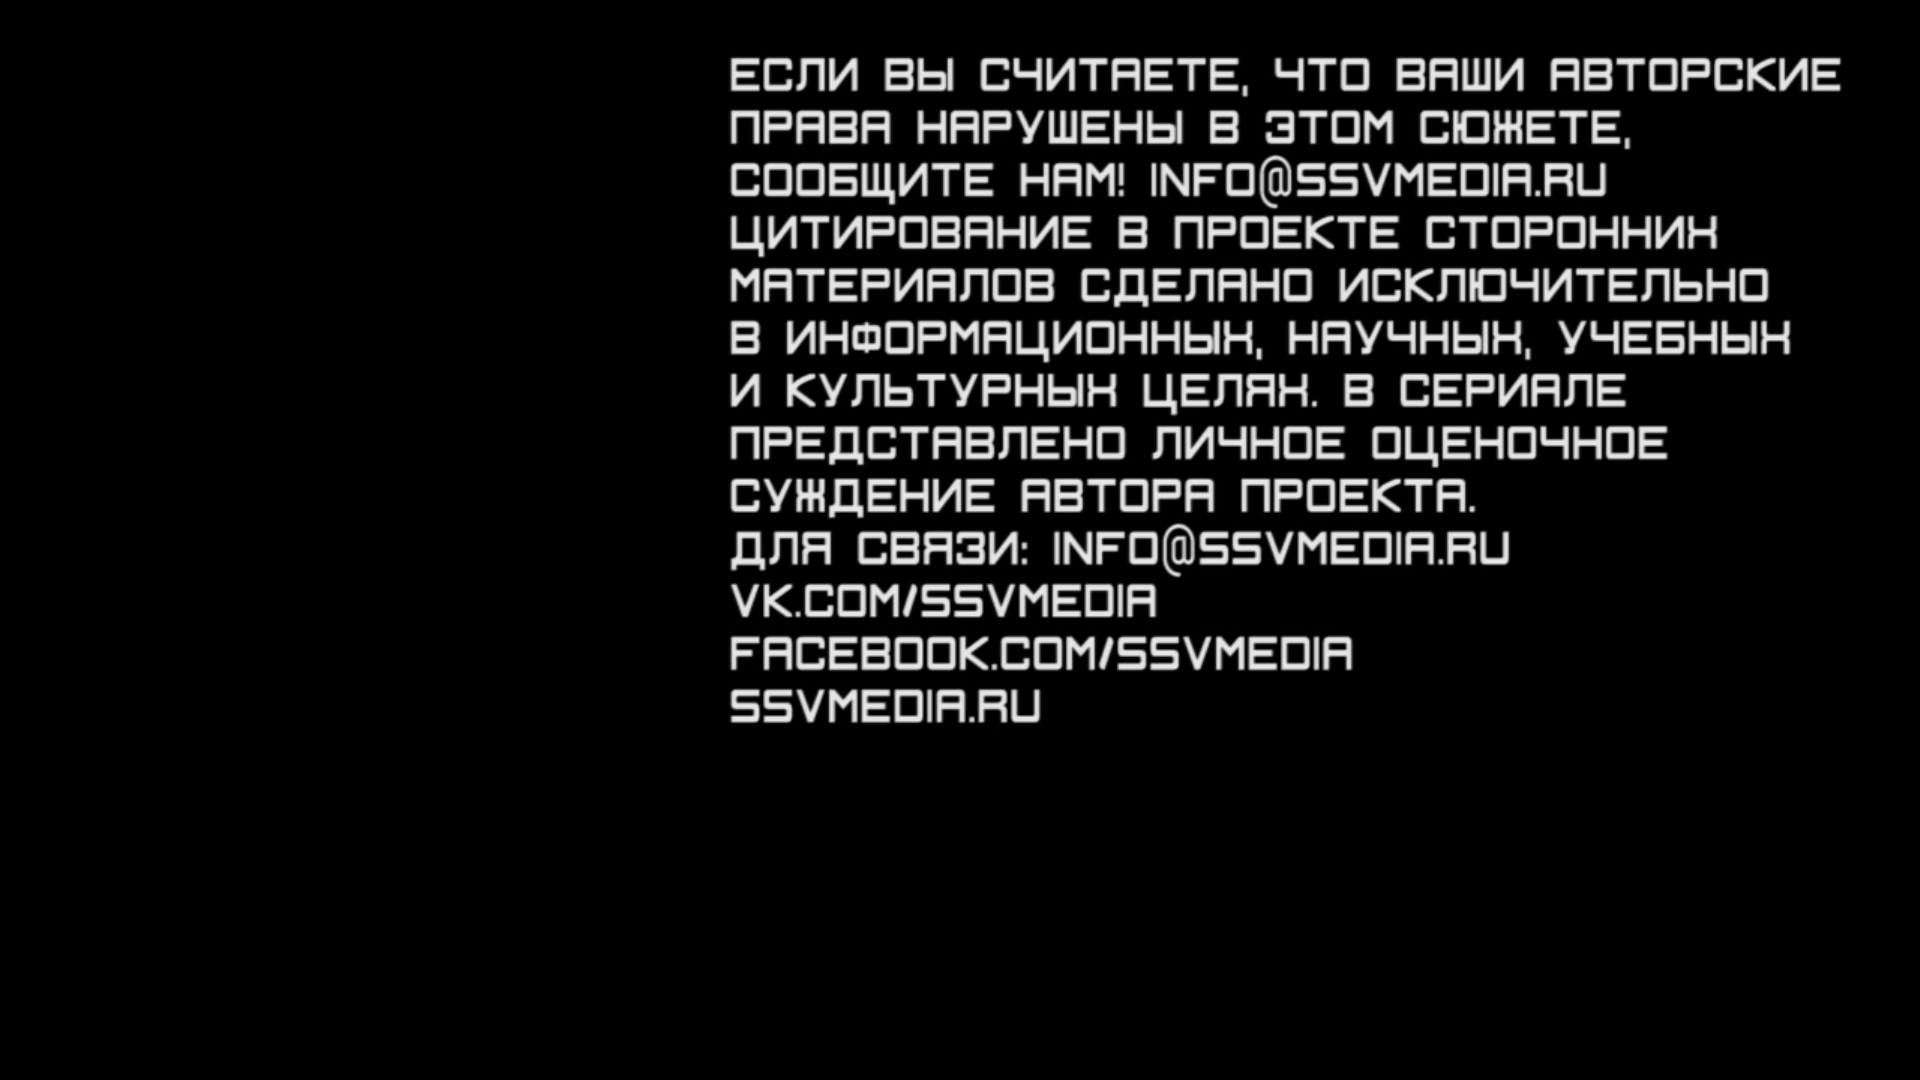 ЕСЛИ ВЫ СЧИТАЕТЕ, ЧТО ВАШИ АВТОРСКИЕ
ПРАВА НАРУШЕНЫ В ЭТОМ СЮЖЕТЕ,
СООБЩИТЕ НАМ! INFO@SSVMEDIA.RU
ЦИТИРОВАНИЕ В ПРОЕКТЕ СТОРОННИХ
МАТЕРИАЛОВ СДЕЛАНО ИСКЛЮЧИТЕЛЬНО
В ИНФОРМАЦИОННЫХ, НАУЧНЫХ, УЧЕБНЫХ
И КУЛЬТУРНЫХ ЦЕЛЯХ. В СЕРИАЛЕ
ПРЕДСТАВЛЕНО ЛИЧНОЕ ОЦЕНОЧНОЕ
СУЖДЕНИЕ АВТОРА ПРОЕКТА.
ДЛЯ СВЯЗИ: INFO@SSVMEDIA.RU
VK.COM/SSVMEDIA
FACEBOOK.COM/SSVMEDIA
SSVMEDIA.RU